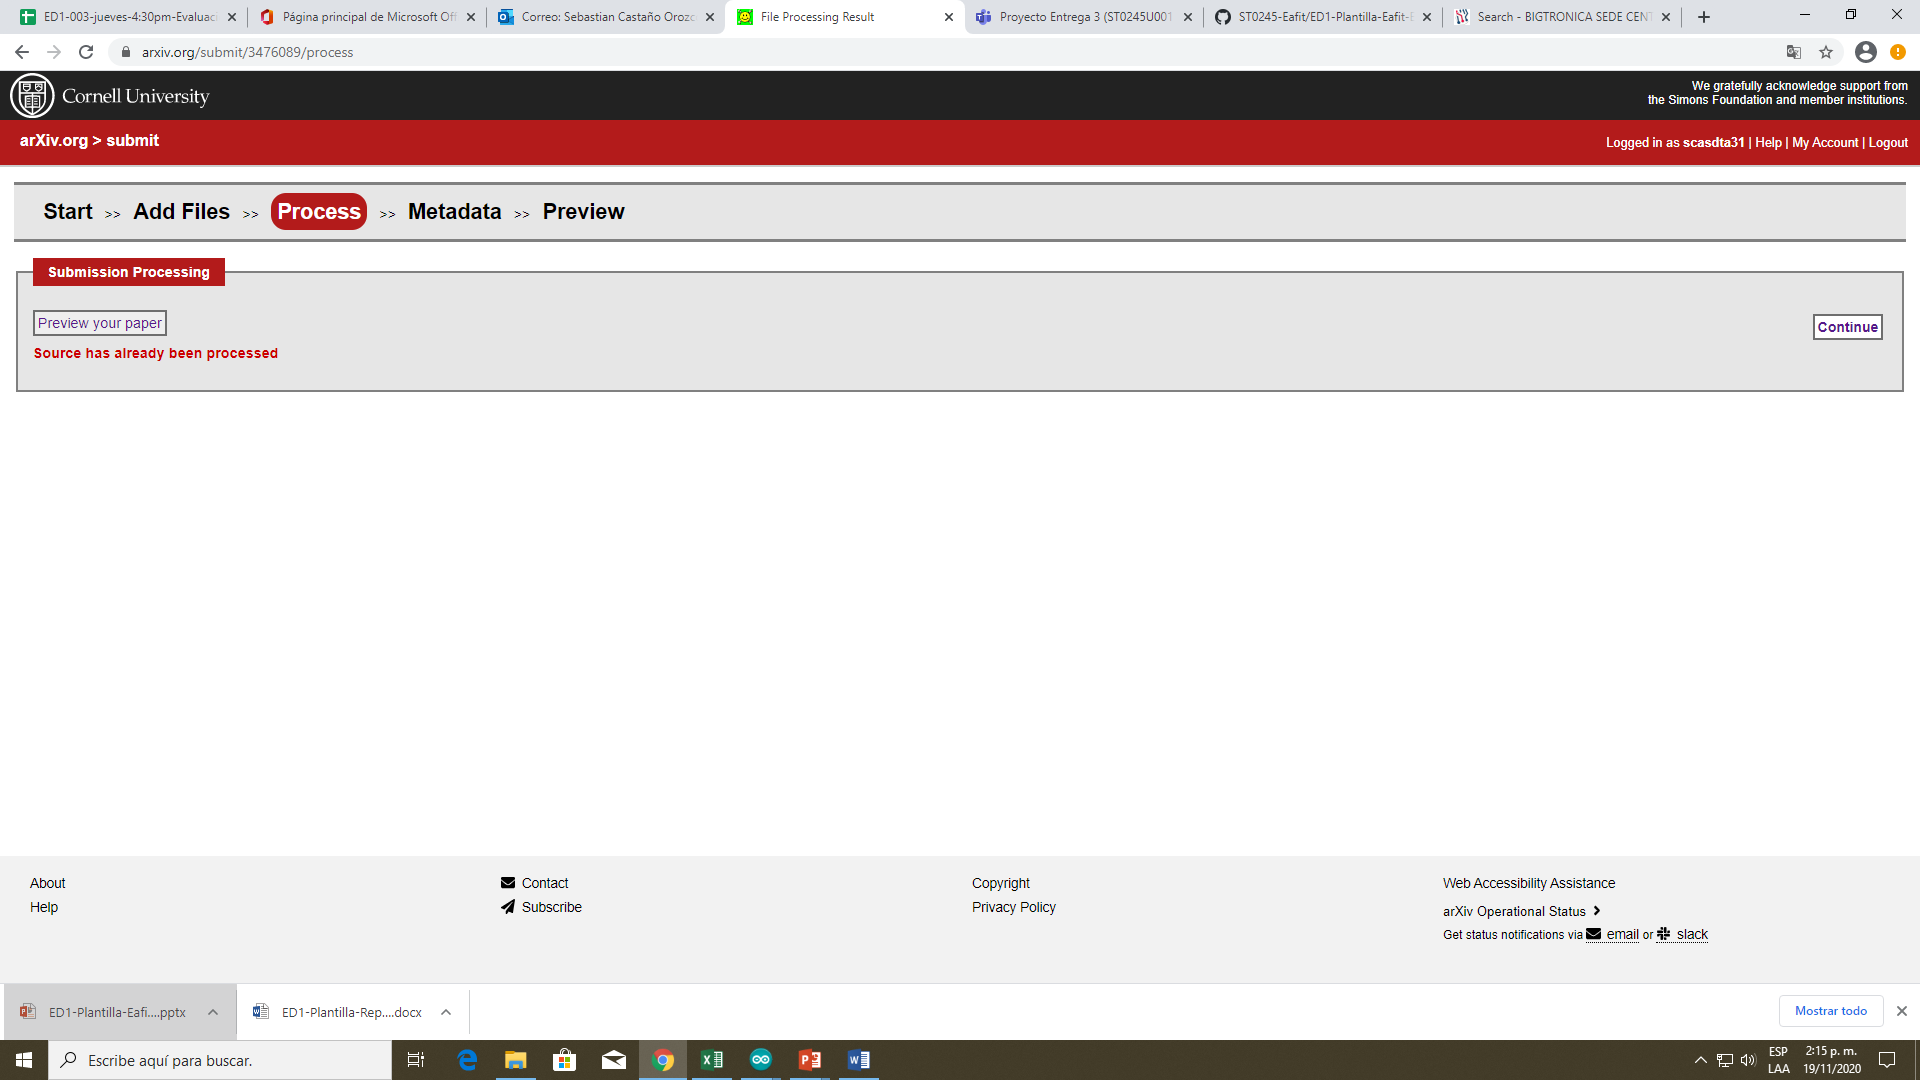 ED1-003-jueves-4:30pm-Evaluaci
Página principal de Microsoft Off
Correo: Sebastian Castaño Orozc
File Processing Result
Proyecto Entrega 3 (ST0245U001
ST0245-Eafit/ED1-Plantilla-Eafit-E
Search - BIGTRONICA SEDE CENT
arxiv.org/submit/3476089/process
Cornell University
We gratefully acknowledge support from
the Simons Foundation and member institutions.
arXiv.org > submit
Logged in as scasdta31 | Help | My Account | Logout
Start >> Add Files >> Process >> Metadata >> Preview
Submission Processing
Preview your paper
Continue
Source has already been processed
About
Contact
Copyright
Web Accessibility Assistance
Help
Subscribe
Privacy Policy
arXiv Operational Status >
Get status notifications via email or slack
ED1-Plantilla-Eafi....pptx
ED1-Plantilla-Rep....docx
Mostrar todo
Escribe aquí para buscar.
ESP
LAA
2:15 p. m.
19/11/2020